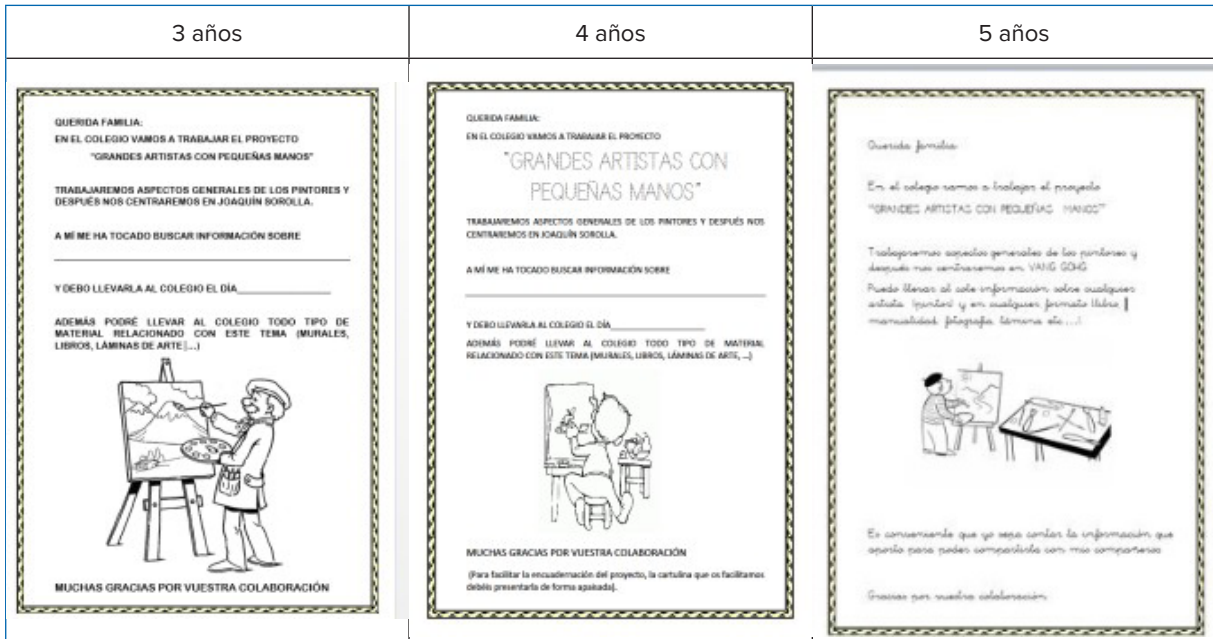 3 años
4 años
5 años
QUERIDA FAMILIA:
EN EL COLEGIO VAMOS A TRABAJAR EL PROYECTO
"GRANDES ARTISTAS CON PEQUEÑAS MANOS"
TRABAJAREMOS ASPECTOS GENERALES DE LOS PINTORES Y
DESPUÉS NOS CENTRAREMOS EN JOAQUÍN SOROLLA.
A MÍ ME HA TOCADO BUSCAR INFORMACIÓN SOBRE
Y DEBO LLEVARLA AL COLEGIO EL DÍA
ADEMÁS PODRÉ LLEVAR AL COLEGIO TODO TIPO DE
MATERIAL RELACIONADO CON ESTE TEMA (MURALES,
LIBROS, LÁMINAS DE ARTE ...)
MUCHAS GRACIAS POR VUESTRA COLABORACIÓN
QUERIDA FAMILIA:
EN EL COLEGIO VAMOS A TRABAJAR EL PROYECTO
"GRANDES ARTISTAS CON
PEQUEÑAS MANOS"
TRABAJAREMOS ASPECTOS GENERALES DE LOS PINTORES Y DESPUÉS NOS
CENTRAREMOS EN JOAQUÍN SOROLLA.
A MÍ ME HA TOCADO BUSCAR INFORMACIÓN SOBRE
Y DEBO LLEVARLA AL COLEGIO EL DÍA
ADEMÁS PODRÉ LLEVAR AL COLEGIO TODO TIPO DE MATERIAL
RELACIONADO CON ESTE TEMA (MURALES, LIBROS, LÁMINAS DE ARTE, ...)
MUCHAS GRACIAS POR VUESTRA COLABORACIÓN
(Para facilitar la encuadernación del proyecto, la cartulina que os facilitamos
debéis presentarla de forma apaisada).
Querida familia:
En el colegio vamos a trabajar el proyecto
"GRANDES ARTISTAS CON PEQUEÑAS MANOS"
Trabajaremos aspectos generales de los pintores y
después nos centraremos en VANG GOHG
Puedo llevar al cole información sobre cualquier
artista (pintor) y en cualquier formato (libro,
manualidad, fotografía, lámina etc....).
Es conveniente que yo sepa contar la información que
aporto para poder compartirla con mis compañeros
Gracias por vuestra colaboración.